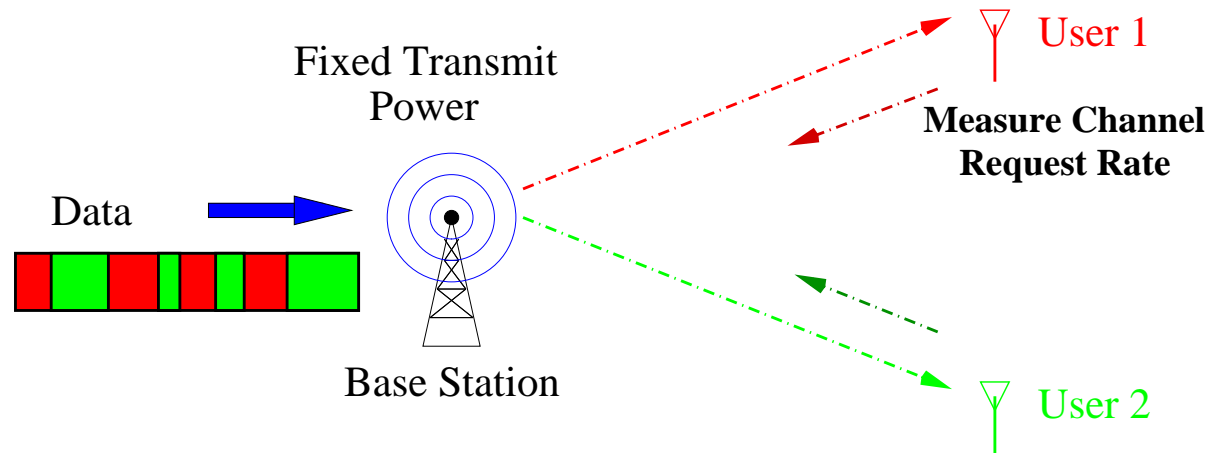 Fixed Transmit
Power
User 1
Measure Channel
Request Rate
Data
Base Station
User 2